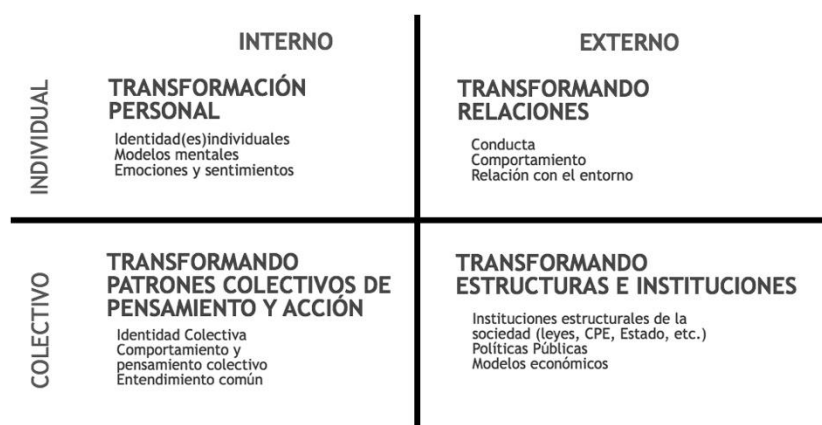 INTERNO
EXTERNO
INDIVIDUAL
TRANSFORMACIÓN
PERSONAL
Identidad(es)individuales
Modelos mentales
Emociones y sentimientos
TRANSFORMANDO
RELACIONES
Conducta
Comportamiento
Relación con el entorno
COLECTIVO
TRANSFORMANDO
PATRONES COLECTIVOS DE
PENSAMIENTO Y ACCIÓN
Identidad Colectiva
Comportamiento y
pensamiento colectivo
Entendimiento común
TRANSFORMANDO
ESTRUCTURAS E INSTITUCIONES
Instituciones estructurales de la
sociedad (leyes, CPE, Estado, etc.)
Políticas Públicas
Modelos económicos